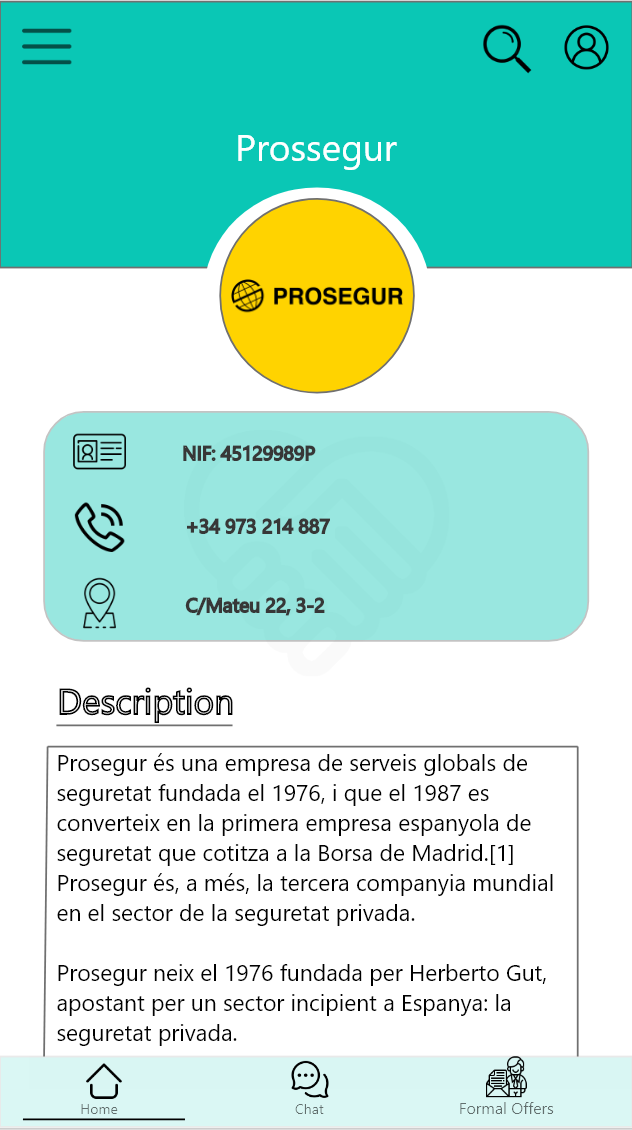 Prossegur
PROSEGUR
NIF: 45129989P
+34 973 214 887
C/Mateu 22, 3-2
Description
Prosegur és una empresa de serveis globals de
seguretat fundada el 1976, i que el 1987 es
converteix en la primera empresa espanyola de
seguretat que cotitza a la Borsa de Madrid.[1]
Prosegur és, a més, la tercera companyia mundial
en el sector de la seguretat privada.
Prosegur neix el 1976 fundada per Herberto Gut,
apostant per un sector incipient a Espanya: la
seguretat privada.
Home
Chat
Formal Offers